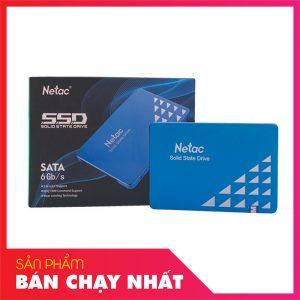 Netac
SSD
SOLID STATE DRIVE
SATA
6Gb/s
Netac
Solid State Drive
SẢN PHẨM
BÁN CHẠY NHẤT